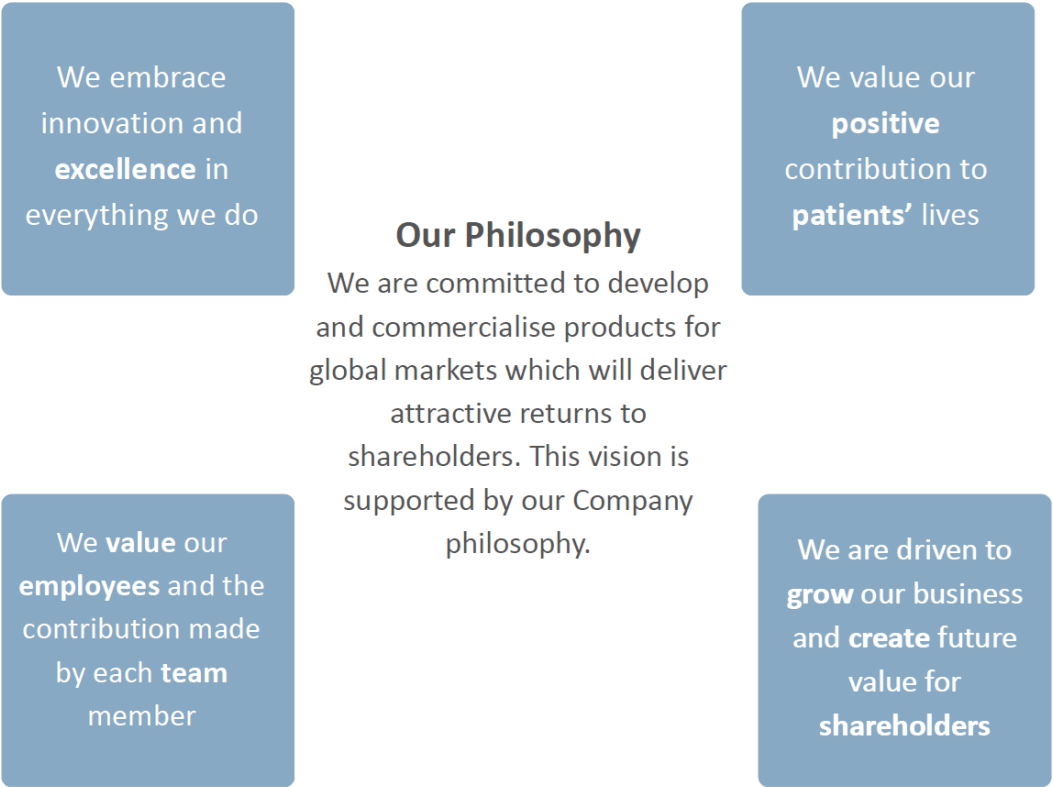 We embrace
innovation and
excellence in
everything we do
We value our
positive
contribution to
patients’ lives
Our Philosophy
We are committed to develop
and commercialise products for
global markets which will deliver
attractive returns to
shareholders. This vision is
supported by our Company
philosophy.
We value our
employees and the
contribution made
by each team
member
We are driven to
grow our business
and create future
value for
shareholders